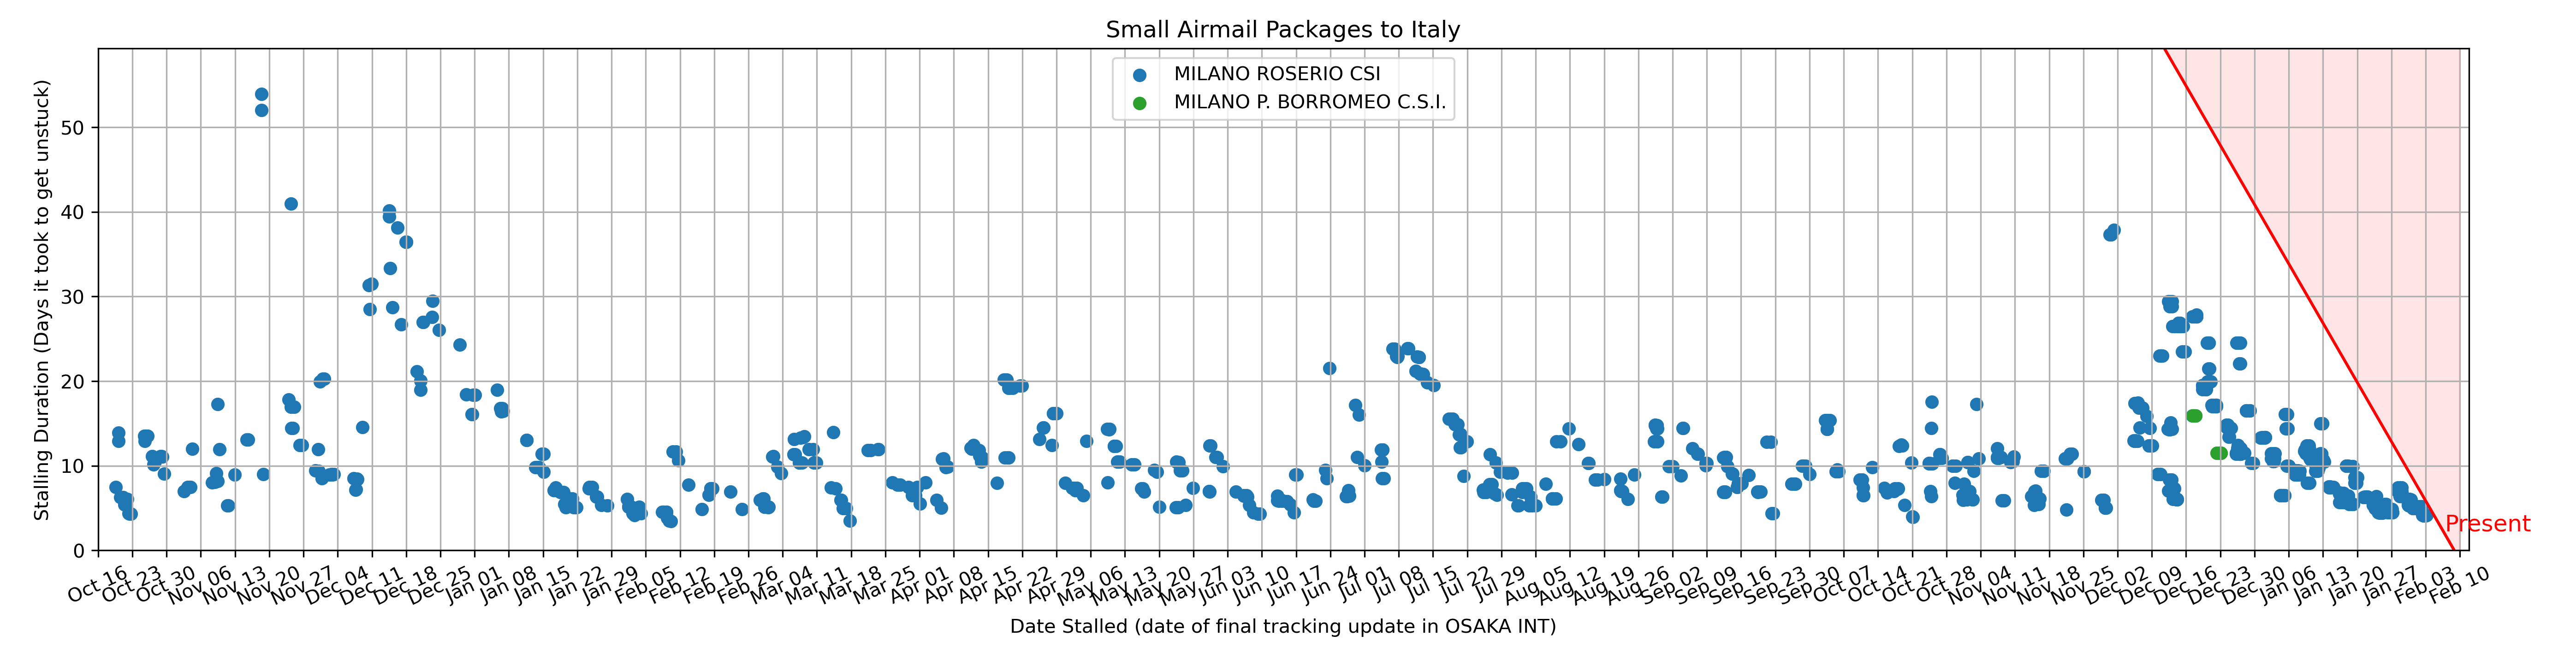 Small Airmail Packages to Italy
MILANO ROSERIO CSI
MILANO P. BORROMEO C.S.I.
Stalling Duration (Days it took to get unstuck)
50
40
30
20
10
0
Present
Oct 16 Oct 23 Oct 30 Nov 06 Nov 13 Nov 20 Nov 27 Dec 04 Dec 11 Dec 18 Dec 25 Jan 01 Jan 08 Jan 15 Jan 22 Jan 29 Feb 05 Feb 12 Feb 19 Feb 26 Mar 04 Mar 11 Mar 18 Mar 25 Apr 01 Apr 08 Apr 15 Apr 22 Apr 29 May 06 May 13 May 20 May 27 Jun 03 Jun 10 Jun 17 Jun 24 Jul 01 Jul 08 Jul 15 Jul 22 Jul 29 Aug 05 Aug 12 Aug 19 Aug 26 Sep 02 Sep 09 Sep 16 Sep 23 Sep 30 Oct 07 Oct 14 Oct 21 Oct 28 Nov 04 Nov 11 Nov 18 Nov 25 Dec 02 Dec 09 Dec 16 Dec 23 Dec 30 Jan 06 Jan 13 Jan 20 Jan 27 Feb 03 Feb 10
Date Stalled (date of final tracking update in OSAKA INT)